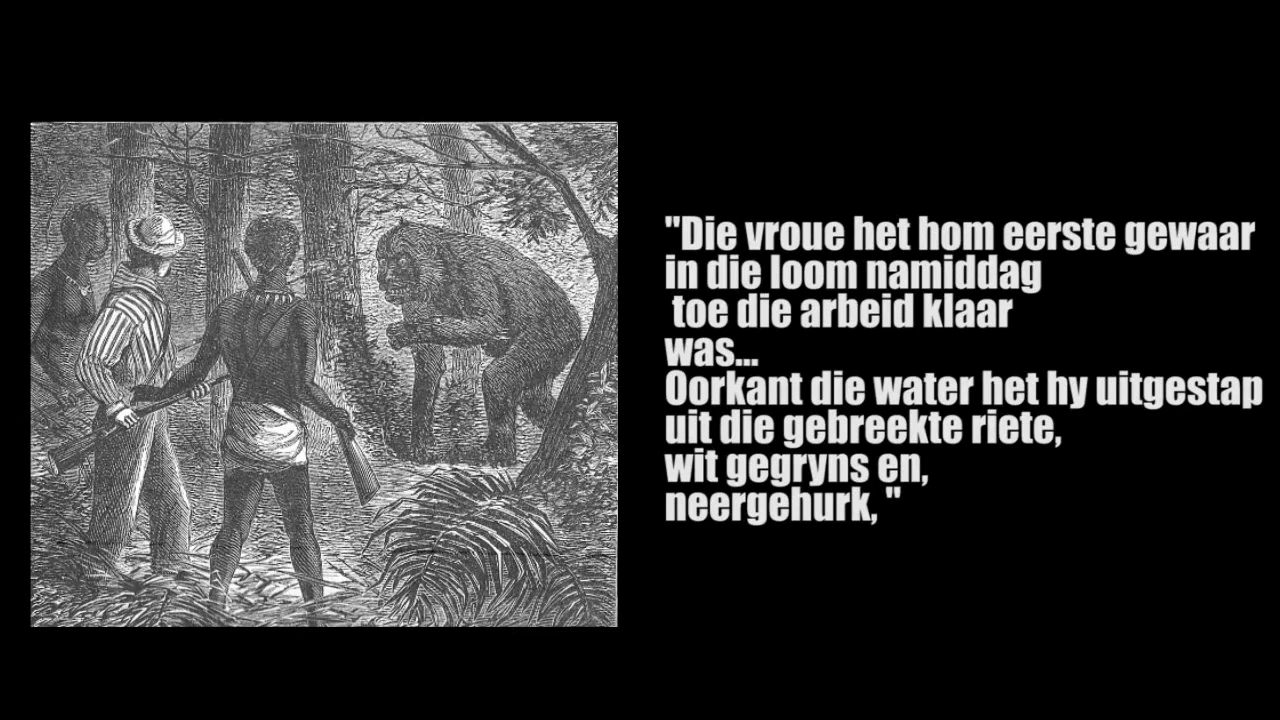 "Die vroue het hom eerste gewaar
in die loom namiddag
toe die arbeid klaar
was...
Oorkant die water het hy uitgestap
uit die gebreekte riete,
wit gegryns en,
neergehurk, "